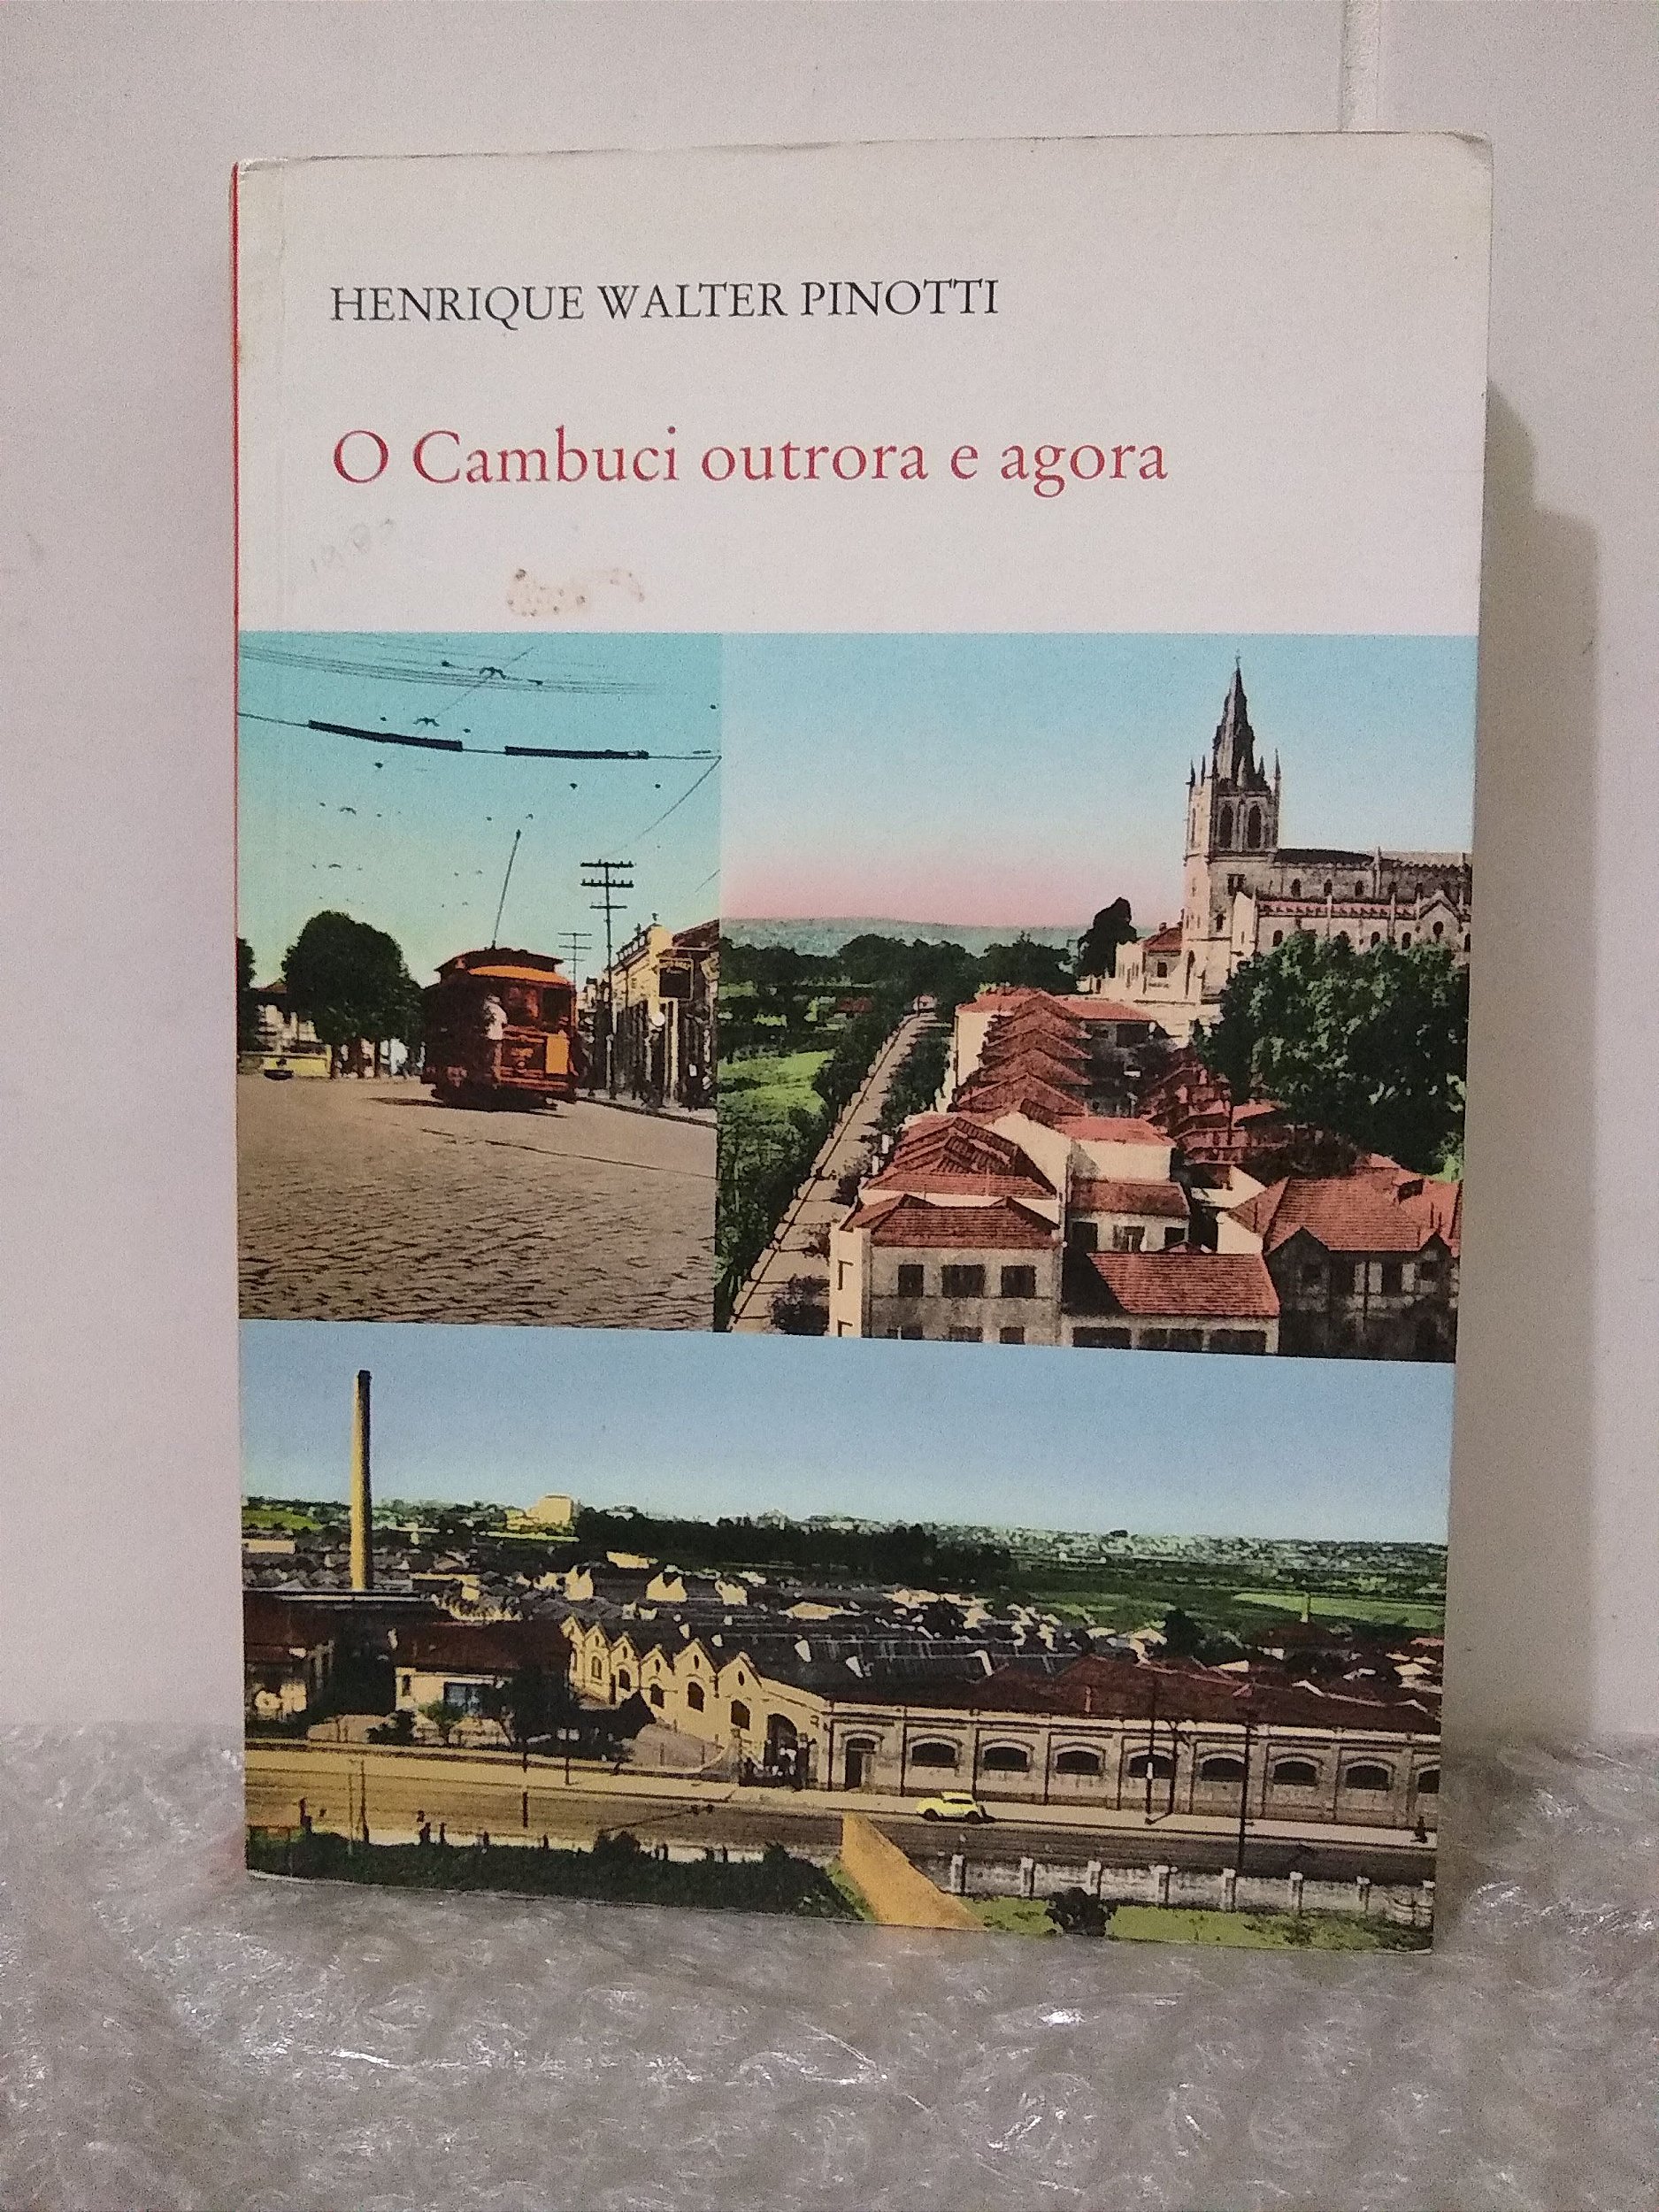 HENRIQUE WALTER PINOTTI
O Cambuci outrora e agora